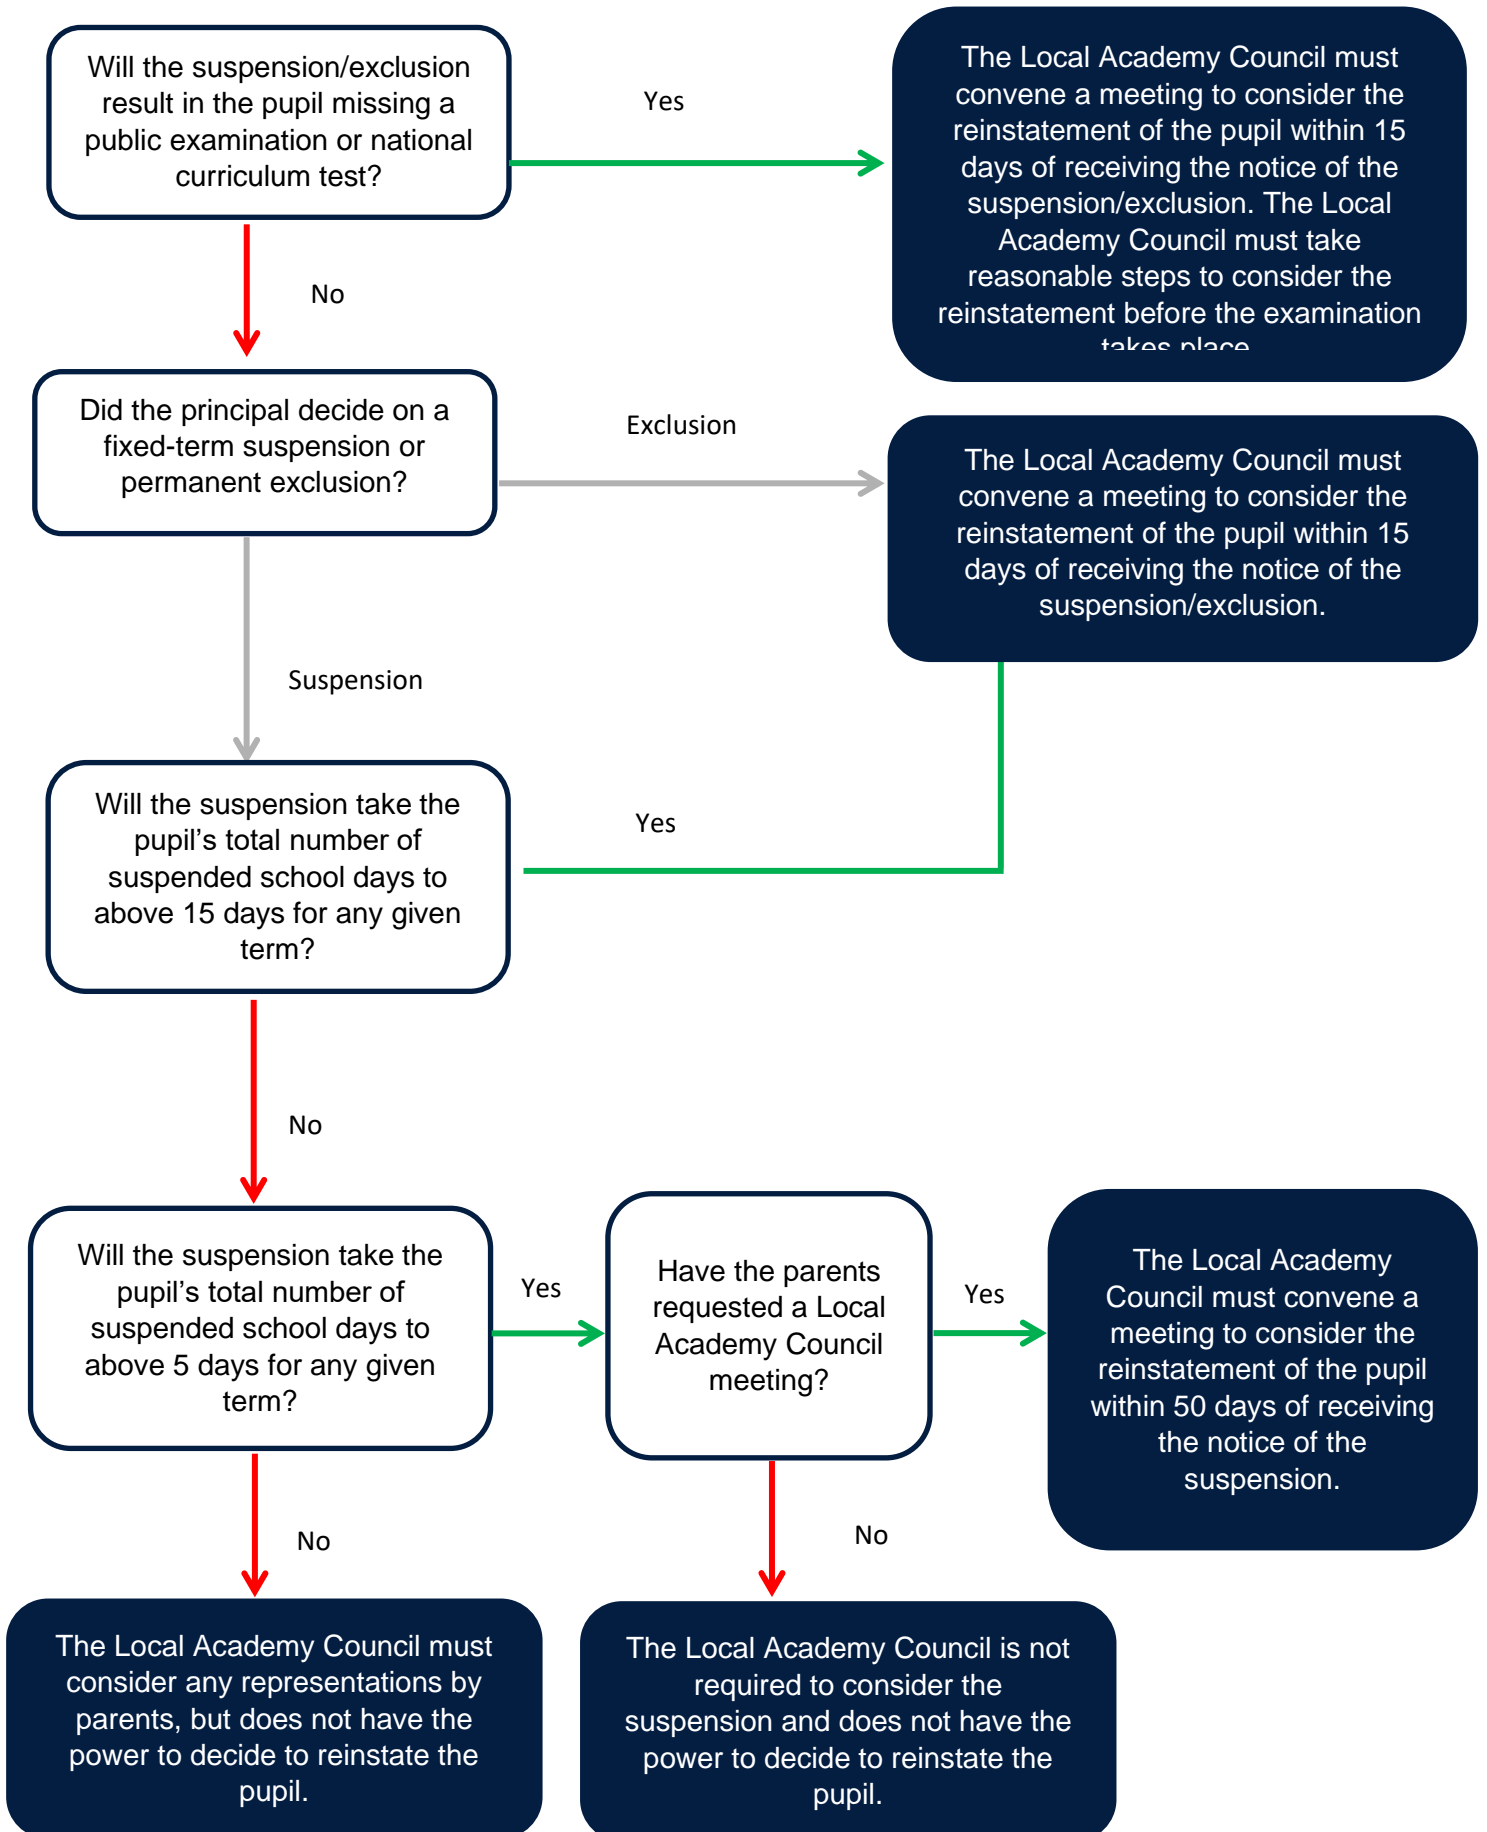 Will the suspension/exclusion
result in the pupil missing a
public examination or national
curriculum test?
Yes
The Local Academy Council must
convene a meeting to consider the
reinstatement of the pupil within 15
days of receiving the notice of the
suspension/exclusion. The Local
Academy Council must take
reasonable steps to consider the
reinstatement before the examination
takes place.
No
Did the principal decide on a
fixed-term suspension or
permanent exclusion?
Exclusion
The Local Academy Council must
convene a meeting to consider the
reinstatement of the pupil within 15
days of receiving the notice of the
suspension/exclusion.
Suspension
Will the suspension take the
pupil’s total number of
suspended school days to
above 15 days for any given
term?
Yes
No
Will the suspension take the
pupil’s total number of
suspended school days to
above 5 days for any given
term?
Yes
Have the parents
requested a Local
Academy Council
meeting?
Yes
The Local Academy
Council must convene a
meeting to consider the
reinstatement of the pupil
within 50 days of receiving
the notice of the
suspension.
No
No
The Local Academy Council must
consider any representations by
parents, but does not have the
power to decide to reinstate the
pupil.
The Local Academy Council is not
required to consider the
suspension and does not have the
power to decide to reinstate the
pupil.